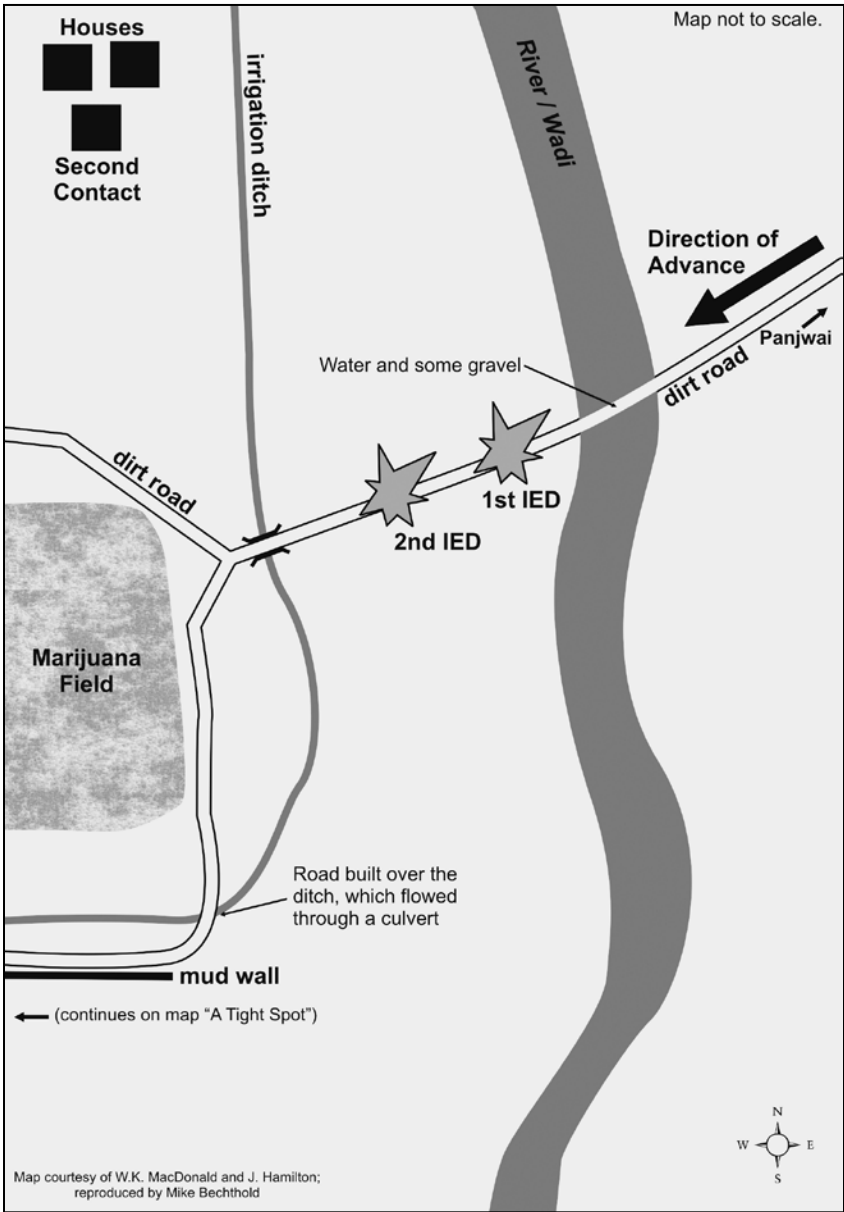 Map not to scale.
Houses
Second
Contact
irrigation ditch
River / Wadi
Direction of
Advance
Panjwai
dirt road
Water and some gravel
1st IED
2nd IED
dirt road
Marijuana
Field
Road built over the
ditch, which flowed
through a culvert
mud wall
(continues on map “A Tight Spot”)
N
W E
S
Map courtesy of W.K. MacDonald and J. Hamilton;
reproduced by Mike Bechthold